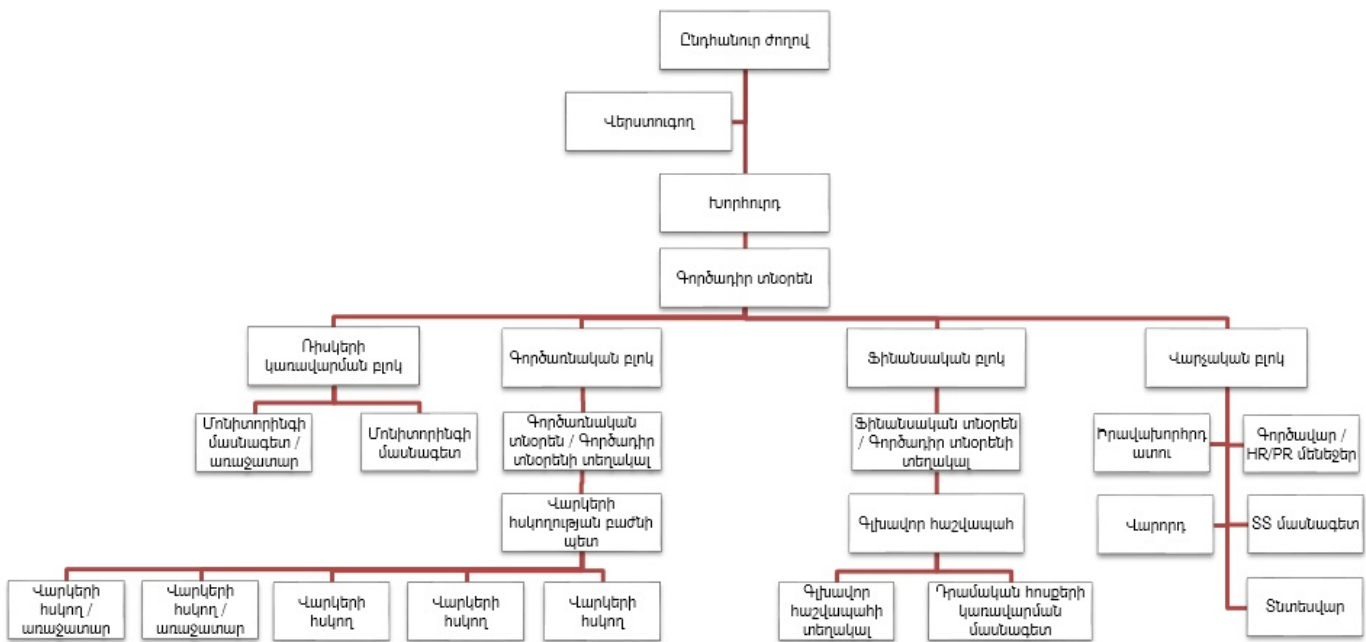 Ընդհանուր ժողով
Վերստուգող
Խորհուրդ
Գործադիր տնօրեն
Ռիսկերի
կառավարման բլոկ
Գործառնական բլոկ
Ֆինանսական բլոկ
Վարչական բլոկ
Մոնիտորինգի
մասնագետ /
առաջատար
Մոնիտորինգի
մասնագետ
Գործառնական
տնօրեն / Գործադիր
տնօրենի տեղակալ
Ֆինանսական տնօրեն
/ Գործադիր տնօրենի
տեղակալ
Իրավախորհրդ
ատու
Գործավար /
HR/PR մենեջեր
Վարկերի
հսկողության բաժնի
պետ
Գլխավոր հաշվապահ
Վարորդ
ՏՏ մասնագետ
Վարկերի
հսկող /
առաջատար
Վարկերի
հսկող /
առաջատար
Վարկերի
հսկող
Վարկերի
հսկող
Վարկերի
հսկող
Գլխավոր
հաշվապահի
տեղակալ
Դրամական հոսքերի
կառավարման
մասնագետ
Տնտեսվար